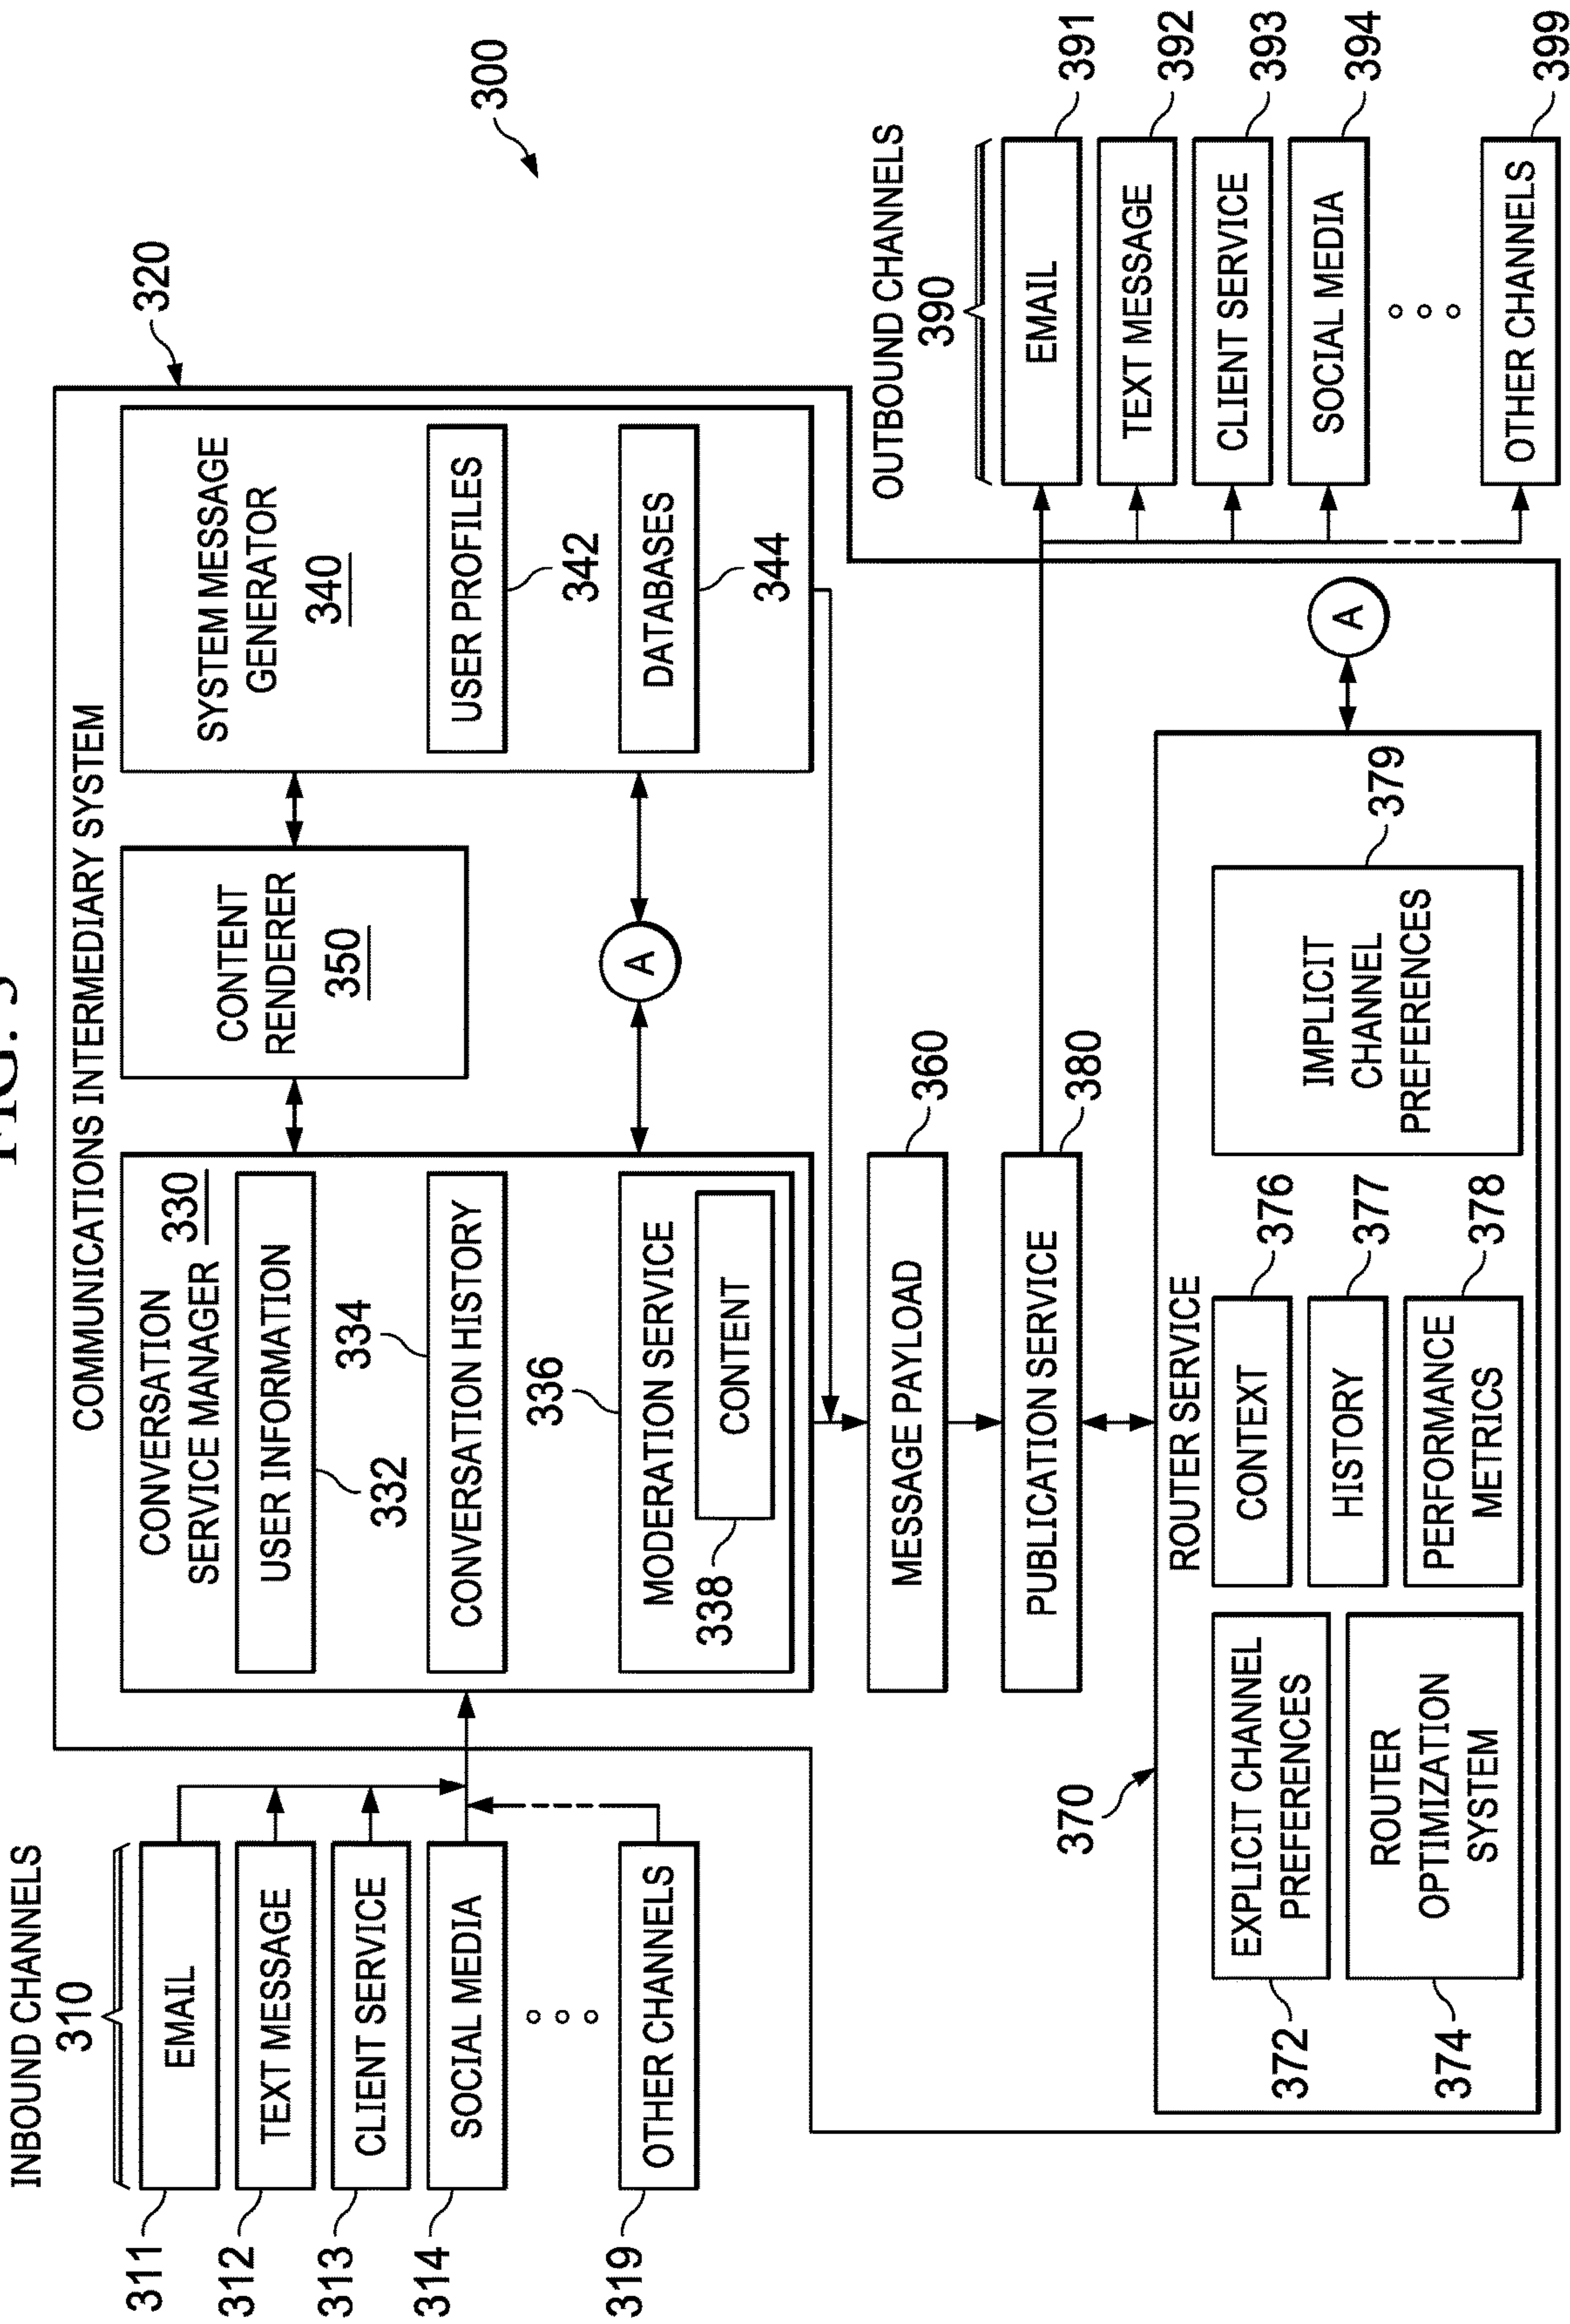 FIG. 3
300
INBOUND CHANNELS
310
311
EMAIL
312
TEXT MESSAGE
313
CLIENT SERVICE
314
SOCIAL MEDIA
319
OTHER CHANNELS
COMMUNICATIONS INTERMEDIARY SYSTEM
320
CONVERSATION
SERVICE MANAGER
330
USER INFORMATION
332
334
CONVERSATION HISTORY
336
MODERATION SERVICE
CONTENT
338
CONTENT
RENDERER
350
A
SYSTEM MESSAGE
GENERATOR
340
USER PROFILES
342
DATABASES
344
MESSAGE PAYLOAD
360
PUBLICATION SERVICE
380
370
ROUTER SERVICE
EXPLICIT CHANNEL
PREFERENCES
372
ROUTER
OPTIMIZATION
SYSTEM
374
CONTEXT
376
HISTORY
377
PERFORMANCE
METRICS
378
IMPLICIT
CHANNEL
PREFERENCES
379
A
OUTBOUND CHANNELS
390
EMAIL
391
TEXT MESSAGE
392
CLIENT SERVICE
393
SOCIAL MEDIA
394
OTHER CHANNELS
399